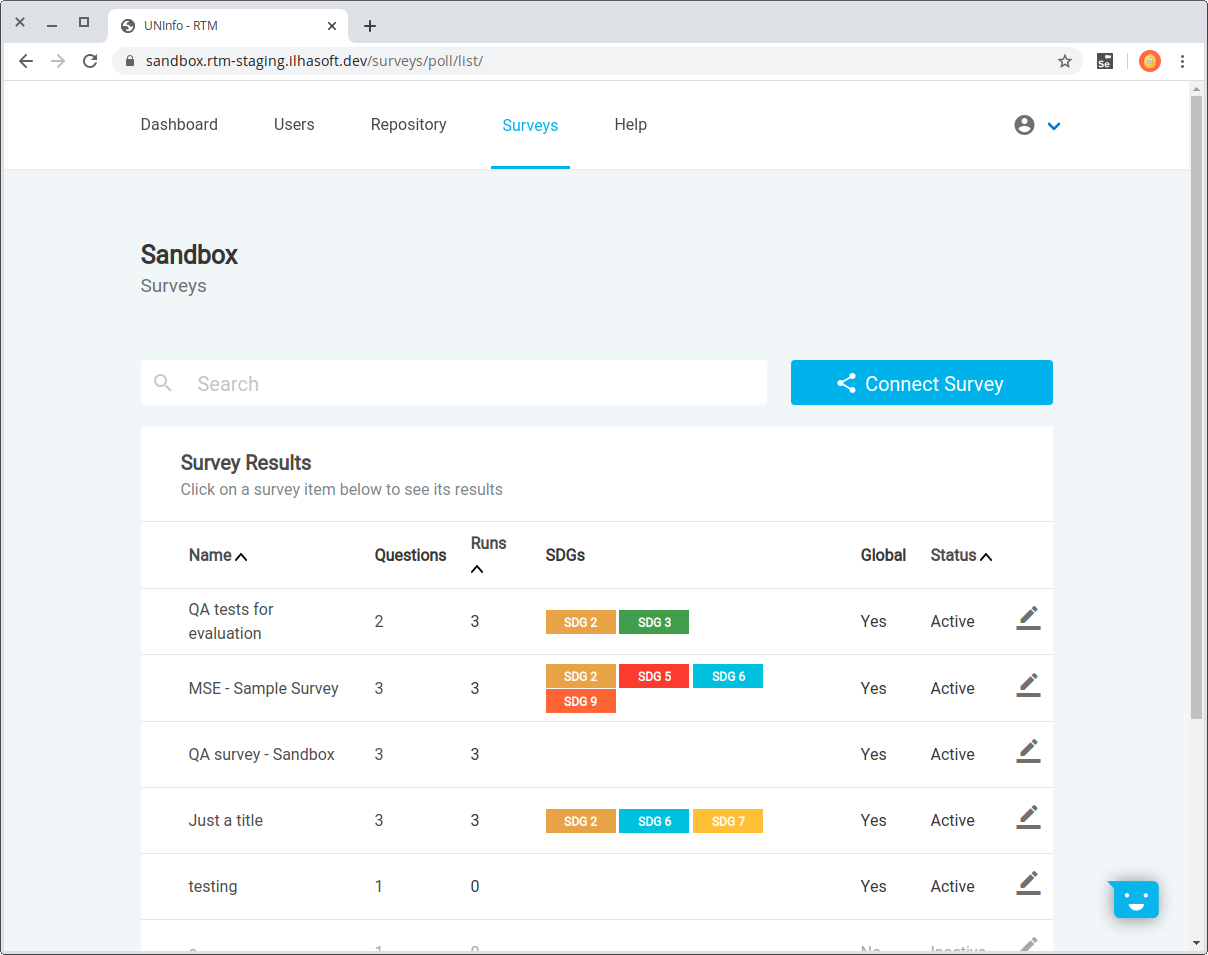 UNInfo - RTM
sandbox.rtm-staging.ilhasoft.dev/surveys/poll/list/
Se
Dashboard Users Repository Surveys Help
Sandbox
Surveys
Search
Connect Survey
Survey Results
Click on a survey item below to see its results
Name Questions Runs SDGs Global Status
QA tests for
evaluation
2 3 SDG 2 SDG 3 Yes Active
MSE - Sample Survey 3 3 SDG 2 SDG 5 SDG 6 Yes Active
SDG 9
QA survey - Sandbox 3 3 Yes Active
Just a title 3 3 SDG 2 SDG 6 SDG 7 Yes Active
testing 1 0 Yes Active
1 0 No Inactive